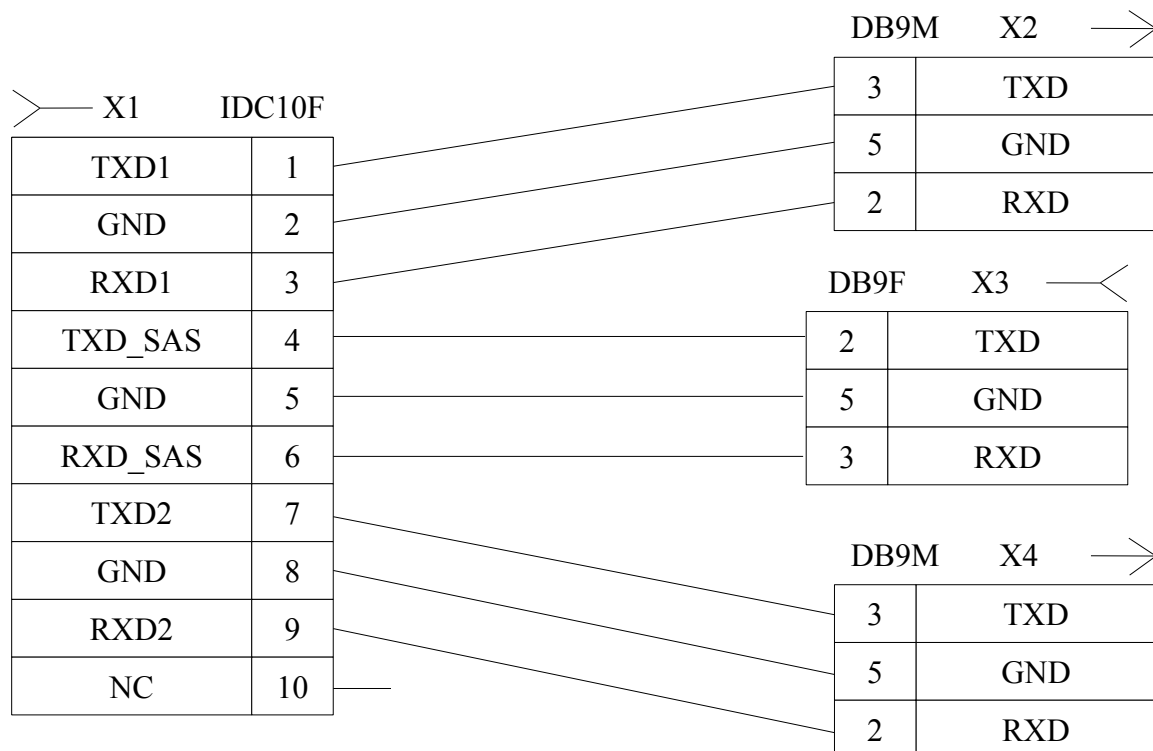 X1 IDC10F
TXD1 1
GND 2
RXD1 3
TXD_SAS 4
GND 5
RXD_SAS 6
TXD2 7
GND 8
RXD2 9
NC 10
DB9M X2
3 TXD
5 GND
2 RXD
DB9F X3
2 TXD
5 GND
3 RXD
DB9M X4
3 TXD
5 GND
2 RXD